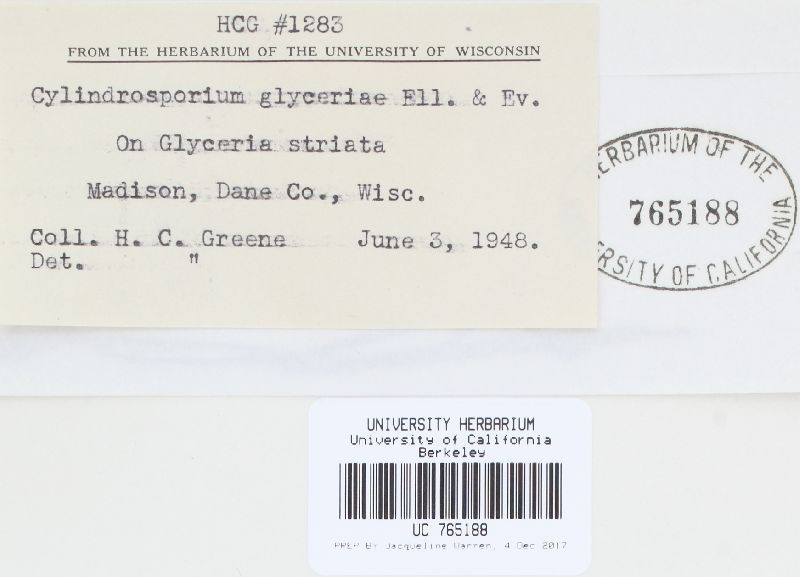 HCG #1283
FROM THE HERBARIUM OF THE UNIVERSITY OF WISCONSIN
Cylindrosporium glyceriae Ell. & Ev.
On Glyceria striata
Madison, Dane Co., Wisc.
Coll. H. C. Greene June 3, 1948.
Det. "
ERBARIUM OF THE
765188
ERSITY OF CALIFORNIA
UNIVERSITY HERBARIUM
University of California
Berkeley
UC 765188
PREP BY Jacqueline Warren, 4 Dec 2017